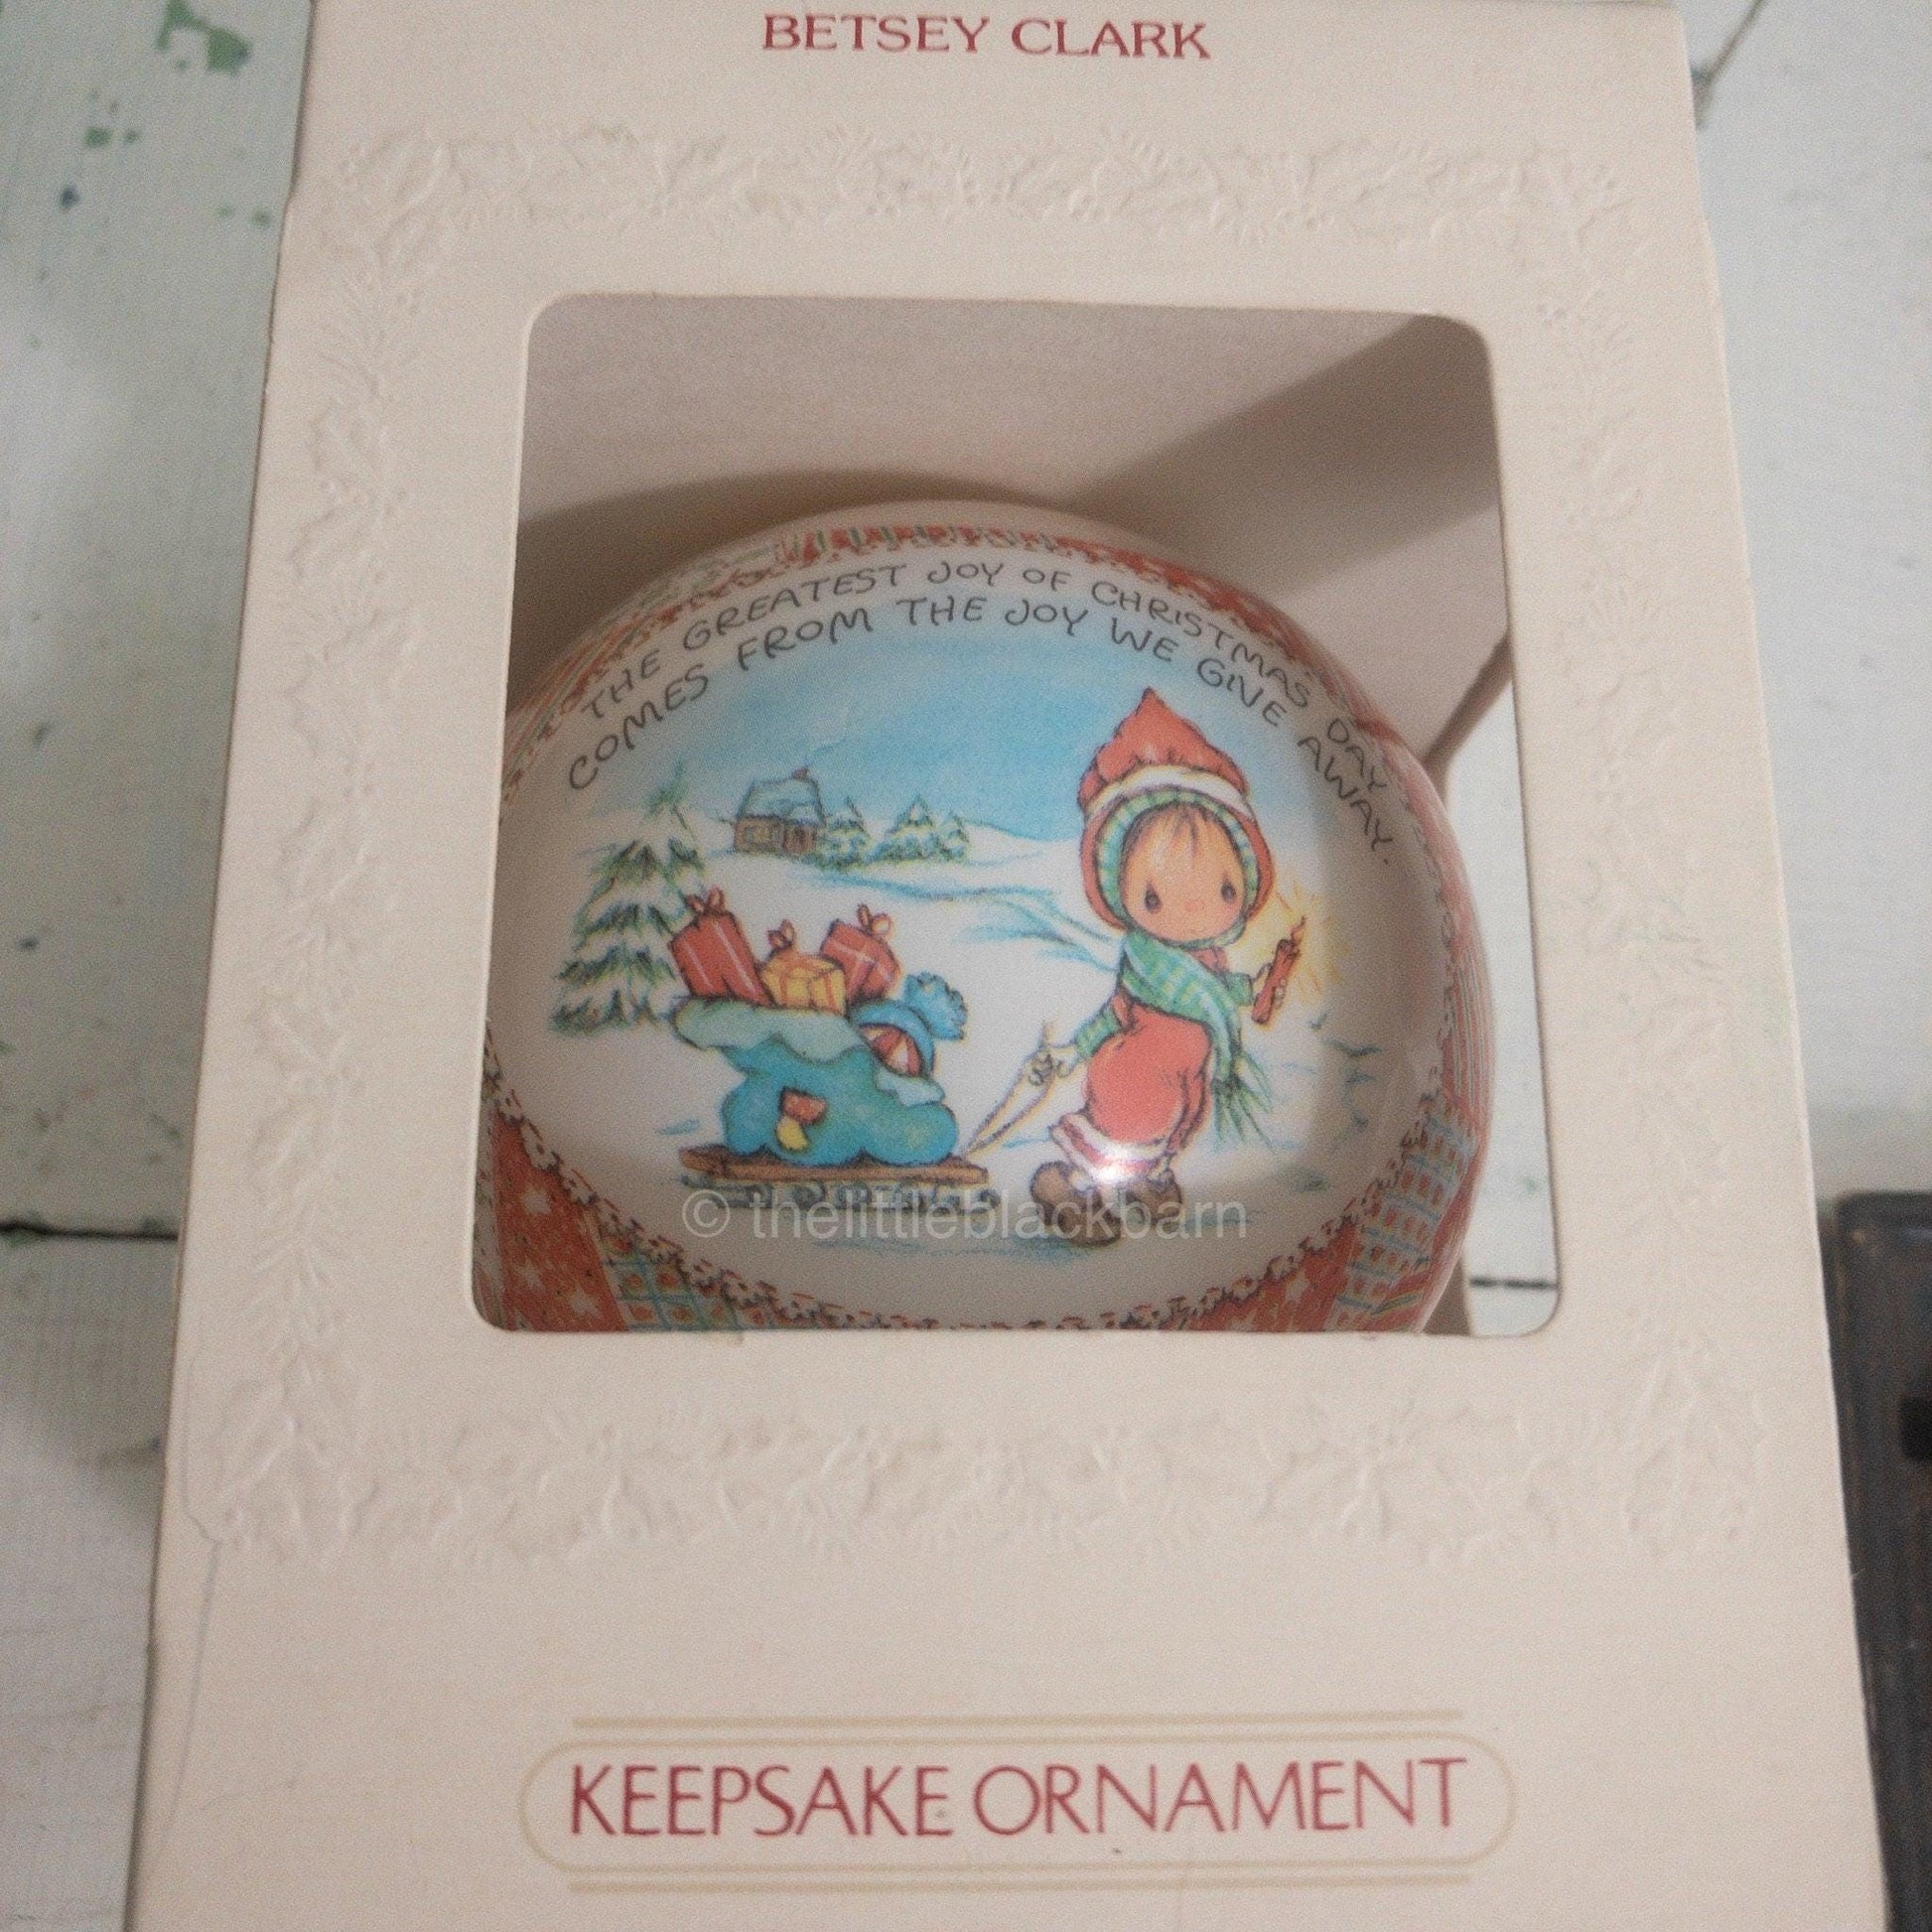 BETSEY CLARK
THE GREATEST JOY OF CHRISTMAS DAY
COMES FROM THE JOY WE GIVE AWAY.
© thelittleblackbarn
KEEPSAKE ORNAMENT